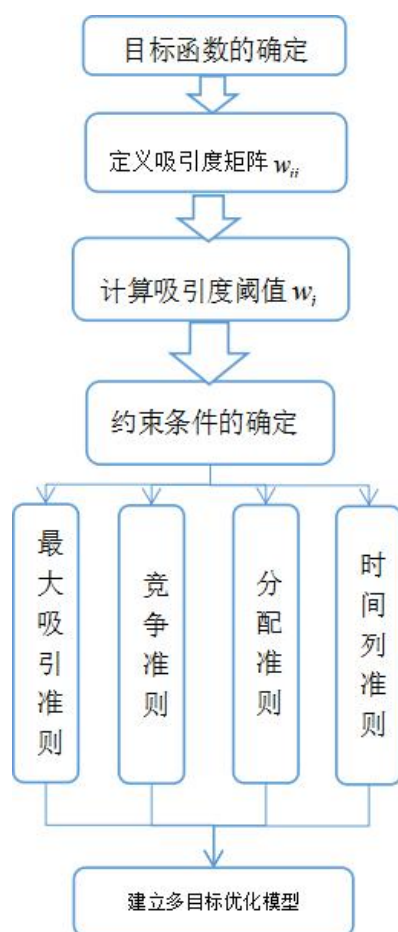 目标函数的确定
定义吸引度矩阵 w_{ii}
计算吸引度阈值 w_i
约束条件的确定
最大吸引准则
竞争准则
分配准则
时间列准则
建立多目标优化模型